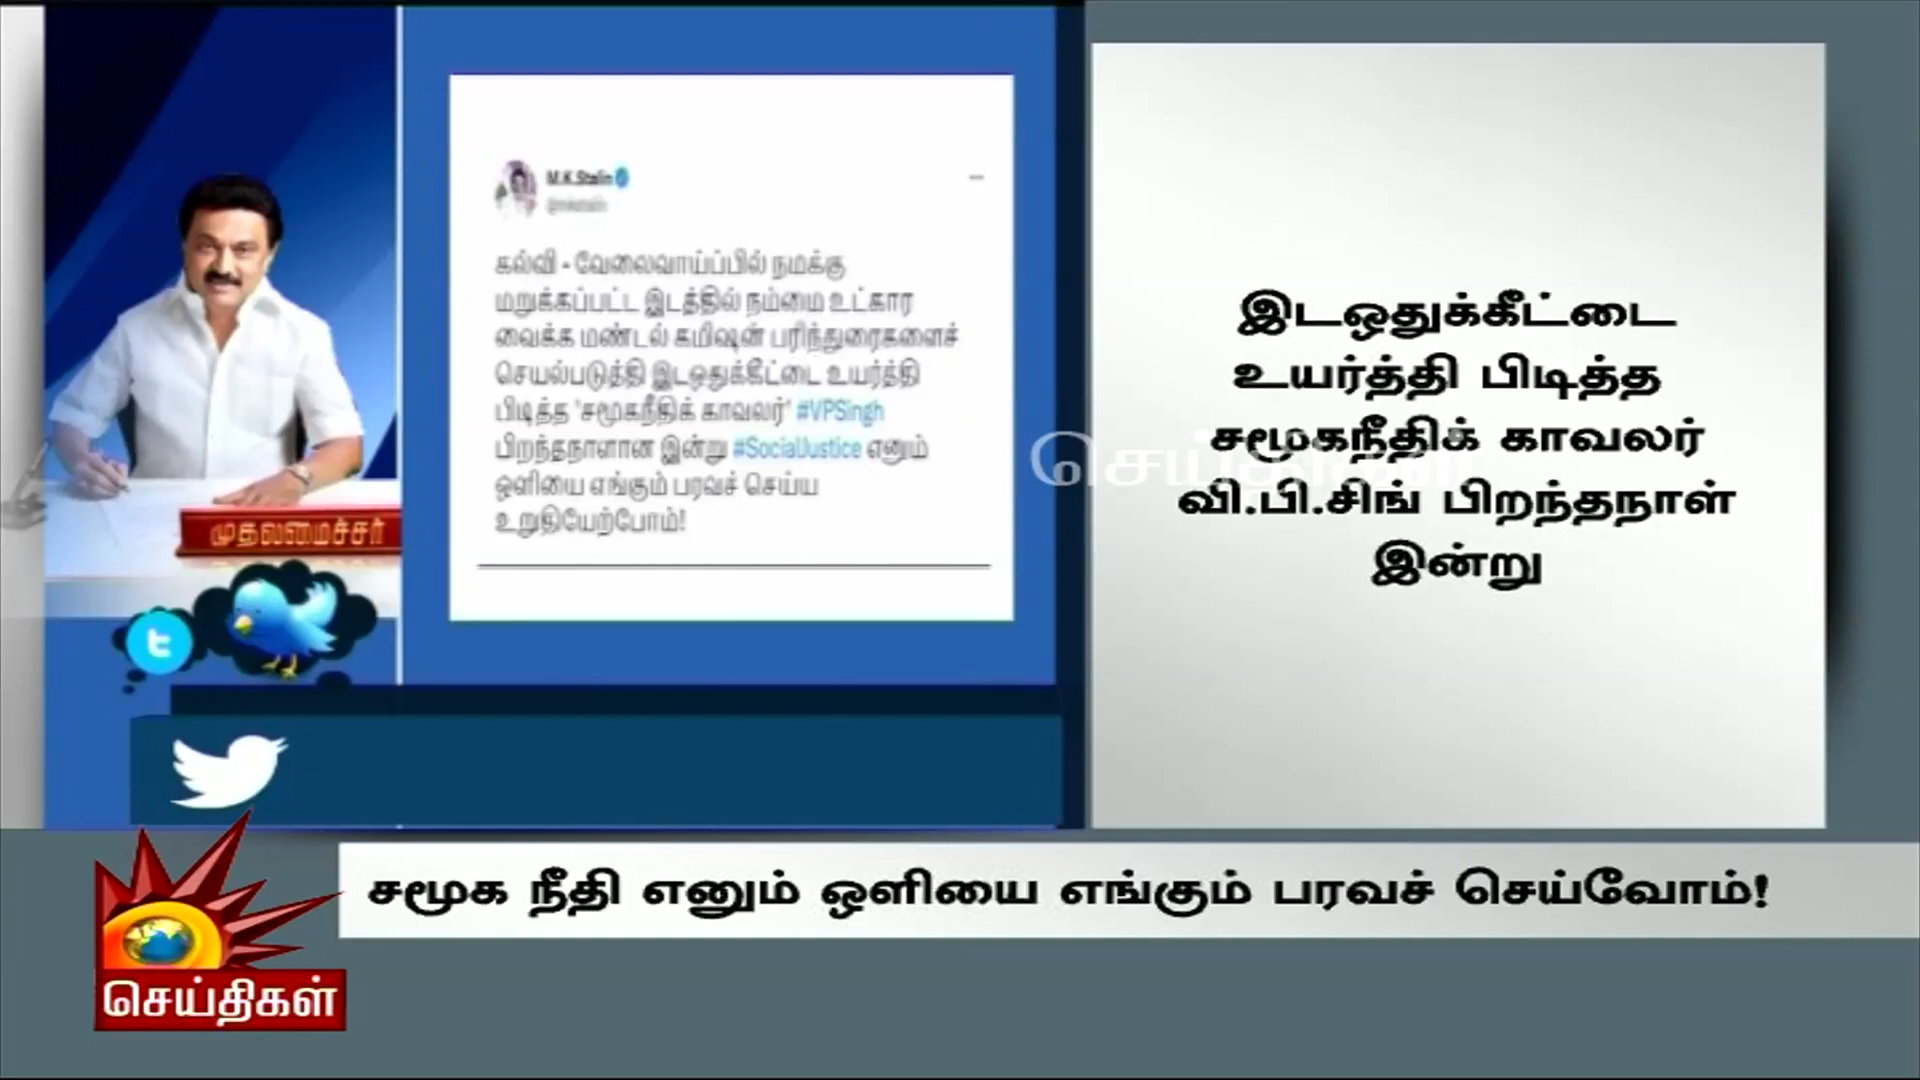 M.K.Stalin
@mkstalin
கல்வி - வேலைவாய்ப்பில் நமக்கு
மறுக்கப்பட்ட இடத்தில் நம்மை உட்கார
வைக்க மண்டல் கமிஷன் பரிந்துரைகளைச்
செயல்படுத்தி இடஒதுக்கீட்டை உயர்த்தி
பிடித்த 'சமூகநீதிக் காவலர்' #VPSingh
பிறந்தநாளான இன்று #SocialJustice எனும்
ஒளியை எங்கும் பரவச் செய்ய
உறுதியேற்போம்!
முதலமைச்சர்
இடஒதுக்கீட்டை
உயர்த்தி பிடித்த
சமூகநீதிக் காவலர்
வி.பி.சிங் பிறந்தநாள்
இன்று
செய்திகள்
சமூக நீதி எனும் ஒளியை எங்கும் பரவச் செய்வோம்!
செய்திகள்